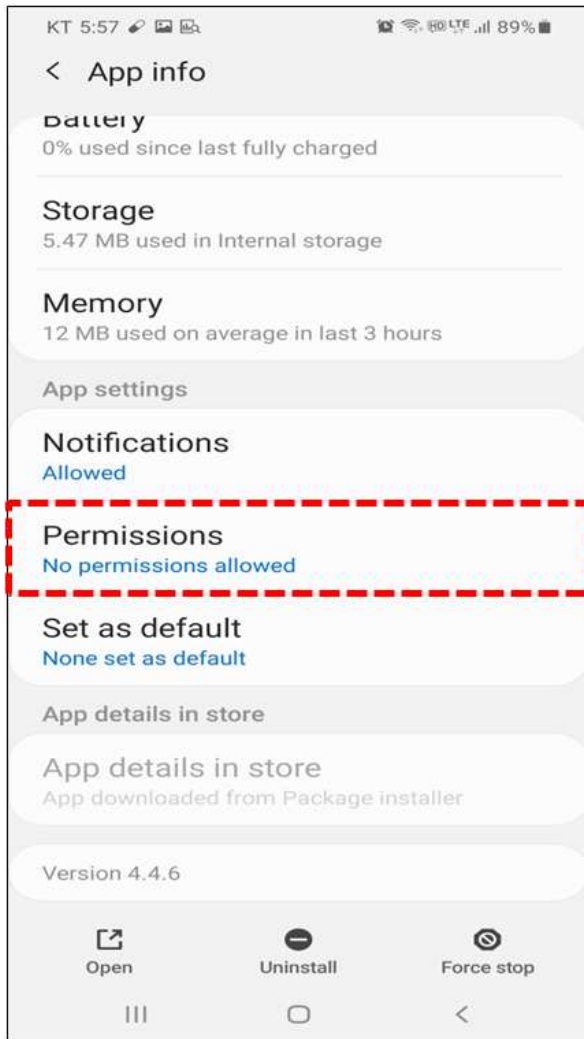 KT 5:57 HD LTE 89%
App info
Battery
0% used since last fully charged
Storage
5.47 MB used in Internal storage
Memory
12 MB used on average in last 3 hours
App settings
Notifications
Allowed
Permissions
No permissions allowed
Set as default
None set as default
App details in store
App details in store
App downloaded from Package installer
Version 4.4.6
Open Uninstall Force stop